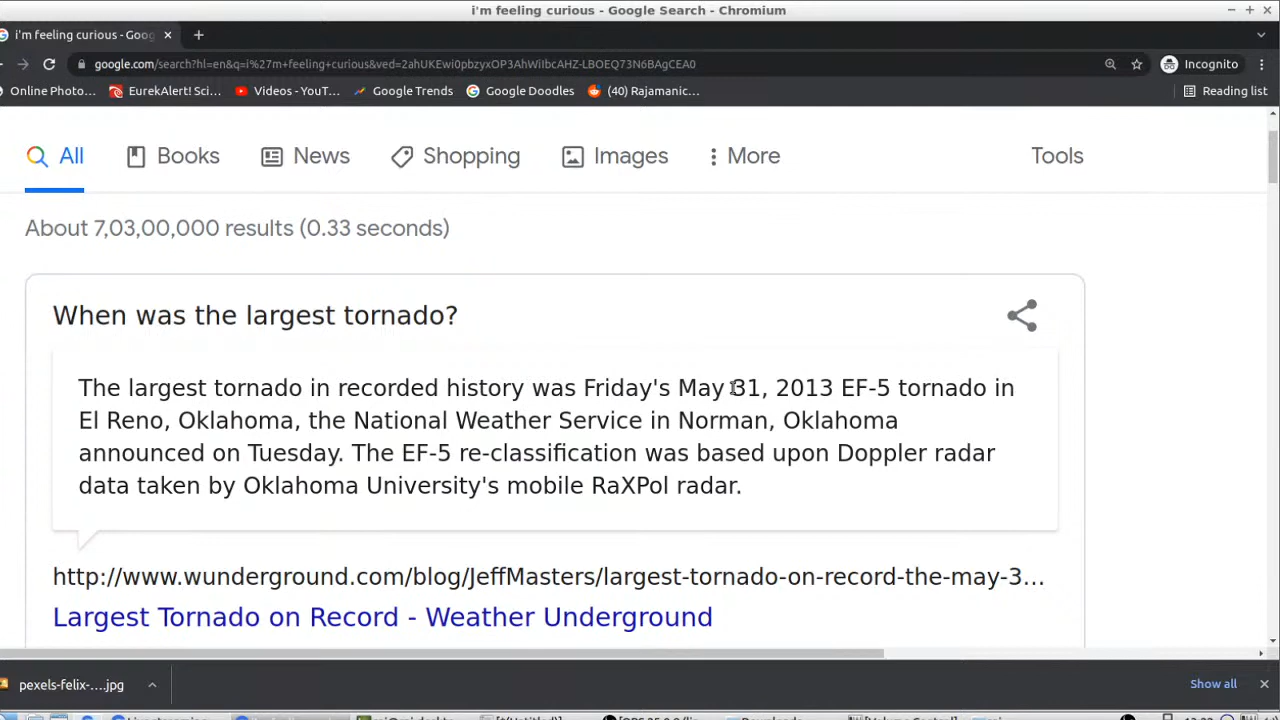 i'm feeling curious - Google Search - Chromium
i'm feeling curious - Goog
google.com/search?hl=en&q=i%27m+feeling+curious&ved=2ahUKEwi0pbzyxOP3AhWiIbcAHZ-LBOEQ73N6BAgCEA0
Incognito
Online Photo... EurekAlert! Sci... Videos - YouT... Google Trends Google Doodles (40) Rajamanic... Reading list
All Books News Shopping Images More Tools
About 7,03,00,000 results (0.33 seconds)
When was the largest tornado?
The largest tornado in recorded history was Friday's May 31, 2013 EF-5 tornado in
El Reno, Oklahoma, the National Weather Service in Norman, Oklahoma
announced on Tuesday. The EF-5 re-classification was based upon Doppler radar
data taken by Oklahoma University's mobile RaXPol radar.
http://www.wunderground.com/blog/JeffMasters/largest-tornado-on-record-the-may-3...
Largest Tornado on Record - Weather Underground
pexels-felix-....jpg
Show all